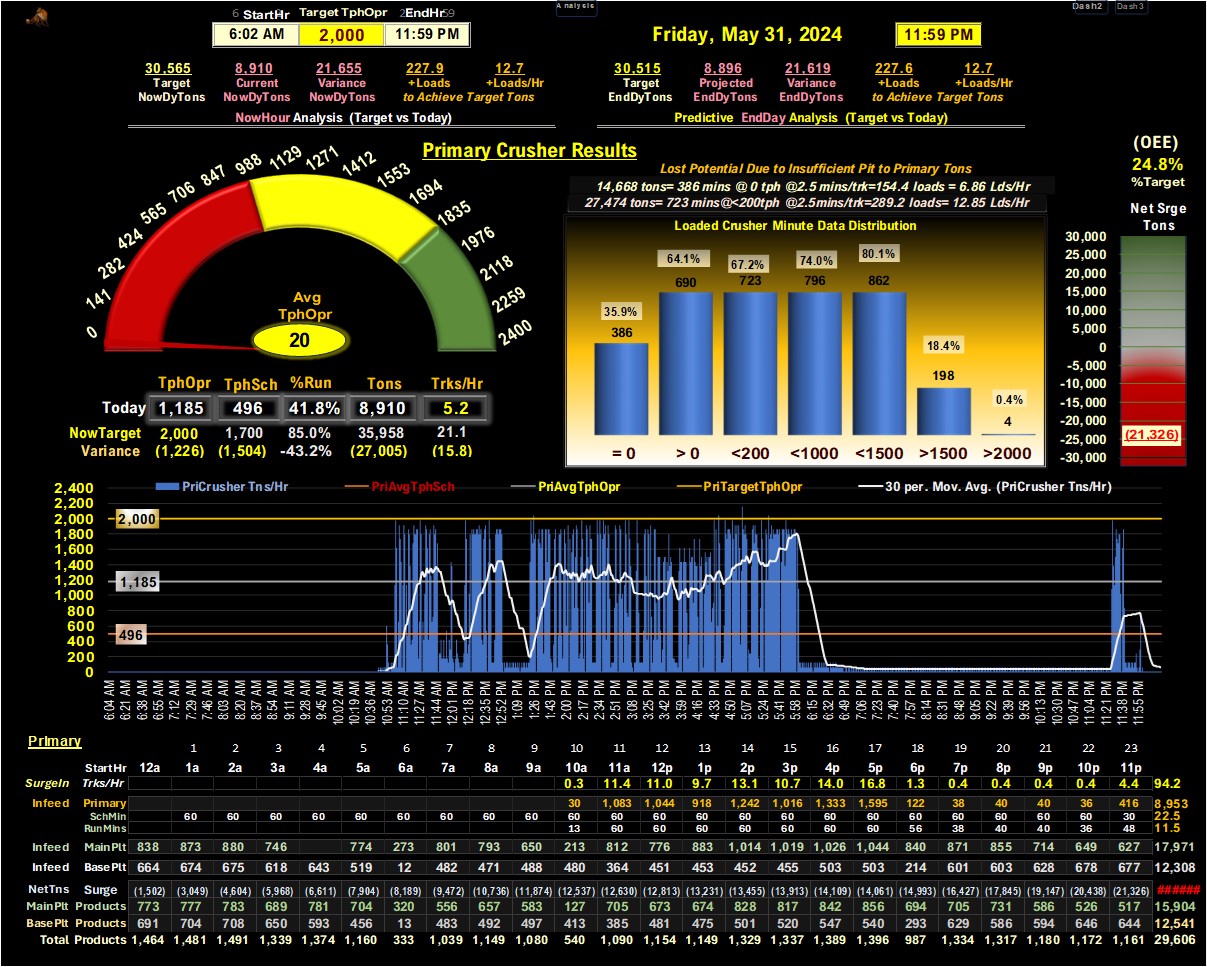 Analysis
Dash2 Dash3
6 StartHr Target TphOpr EndHr 59
6:02 AM 2,000 11:59 PM
Friday, May 31, 2024 11:59 PM
30,565 8,910 21,655 227.9 12.7
Target Current Variance +Loads +Loads/Hr
NowDyTons NowDyTons NowDyTons to Achieve Target Tons
NowHour Analysis (Target vs Today)
30,515 8,896 21,619 227.6 12.7
Target Projected Variance +Loads +Loads/Hr
EndDyTons EndDyTons EndDyTons to Achieve Target Tons
Predictive EndDay Analysis (Target vs Today)
Primary Crusher Results
0 141 282 424 565 706 847 988 1129 1271 1412 1553 1694 1835 1976 2118 2259 2400
Avg
TphOpr
20
TphOpr TphSch %Run Tons Trks/Hr
Today 1,185 496 41.8% 8,910 5.2
NowTarget 2,000 1,700 85.0% 35,958 21.1
Variance (1,226) (1,504) -43.2% (27,005) (15.8)
Lost Potential Due to Insufficient Pit to Primary Tons
14,668 tons= 386 mins @ 0 tph @2.5 mins/trk=154.4 loads = 6.86 Lds/Hr
27,474 tons= 723 mins@<200tph @2.5mins/trk=289.2 loads= 12.85 Lds/Hr
Loaded Crusher Minute Data Distribution
35.9% 64.1% 67.2% 74.0% 80.1% 18.4% 0.4%
386 690 723 796 862 198 4
= 0 > 0 <200 <1000 <1500 >1500 >2000
(OEE)
24.8%
%Target
Net Srge
Tons
30,000
25,000
20,000
15,000
10,000
5,000
0
-5,000
-10,000
-15,000
-20,000
(21,326)
-25,000
-30,000
PriCrusher Tns/Hr PriAvgTphSch PriAvgTphOpr PriTargetTphOpr 30 per. Mov. Avg. (PriCrusher Tns/Hr)
2,400
2,200
2,000 2,000
1,800
1,600
1,400
1,200 1,185
1,000
800
600 496
400
200
0
6:04 AM 6:21 AM 6:38 AM 6:55 AM 7:12 AM 7:29 AM 7:46 AM 8:03 AM 8:20 AM 8:37 AM 8:54 AM 9:11 AM 9:28 AM 9:45 AM 10:02 AM 10:19 AM 10:36 AM 10:53 AM 11:10 AM 11:27 AM 11:44 AM 12:01 PM 12:18 PM 12:35 PM 12:52 PM 1:09 PM 1:26 PM 1:43 PM 2:00 PM 2:17 PM 2:34 PM 2:51 PM 3:08 PM 3:25 PM 3:42 PM 3:59 PM 4:16 PM 4:33 PM 4:50 PM 5:07 PM 5:24 PM 5:41 PM 5:58 PM 6:15 PM 6:32 PM 6:49 PM 7:06 PM 7:23 PM 7:40 PM 7:57 PM 8:14 PM 8:31 PM 8:48 PM 9:05 PM 9:22 PM 9:39 PM 9:56 PM 10:13 PM 10:30 PM 10:47 PM 11:04 PM 11:21 PM 11:38 PM 11:55 PM
Primary
1 2 3 4 5 6 7 8 9 10 11 12 13 14 15 16 17 18 19 20 21 22 23
StartHr 12a 1a 2a 3a 4a 5a 6a 7a 8a 9a 10a 11a 12p 1p 2p 3p 4p 5p 6p 7p 8p 9p 10p 11p
SurgeIn Trks/Hr 0.3 11.4 11.0 9.7 13.1 10.7 14.0 16.8 1.3 0.4 0.4 0.4 0.4 4.4 94.2
Infeed Primary 30 1,083 1,044 918 1,242 1,016 1,333 1,595 122 38 40 40 36 416 8,953
SchMin 60 60 60 60 60 60 60 60 60 60 60 60 60 60 60 60 60 60 60 60 60 60 30 22.5
RunMins 13 60 60 60 60 60 60 60 56 38 40 40 36 48 11.5
Infeed MainPlt 838 873 880 746 774 273 801 793 650 213 812 776 883 1,014 1,019 1,026 1,044 840 871 855 714 649 627 17,971
Infeed BasePlt 664 674 675 618 643 519 12 482 471 488 480 364 451 453 452 455 503 503 214 601 603 628 678 677 12,308
NetTns Surge (1,502) (3,049) (4,604) (5,968) (6,611) (7,904) (8,189) (9,472) (10,736) (11,874) (12,537) (12,630) (12,813) (13,231) (13,455) (13,913) (14,109) (14,061) (14,993) (16,427) (17,845) (19,147) (20,438) (21,326) ######
MainPlt Products 773 777 783 689 781 704 320 556 657 583 127 705 673 674 828 817 842 856 694 705 731 586 526 517 15,904
BasePlt Products 691 704 708 650 593 456 13 483 492 497 413 385 481 475 501 520 547 540 293 629 586 594 646 644 12,541
Total Products 1,464 1,481 1,491 1,339 1,374 1,160 333 1,039 1,149 1,080 540 1,090 1,154 1,149 1,329 1,337 1,389 1,396 987 1,334 1,317 1,180 1,172 1,161 29,606